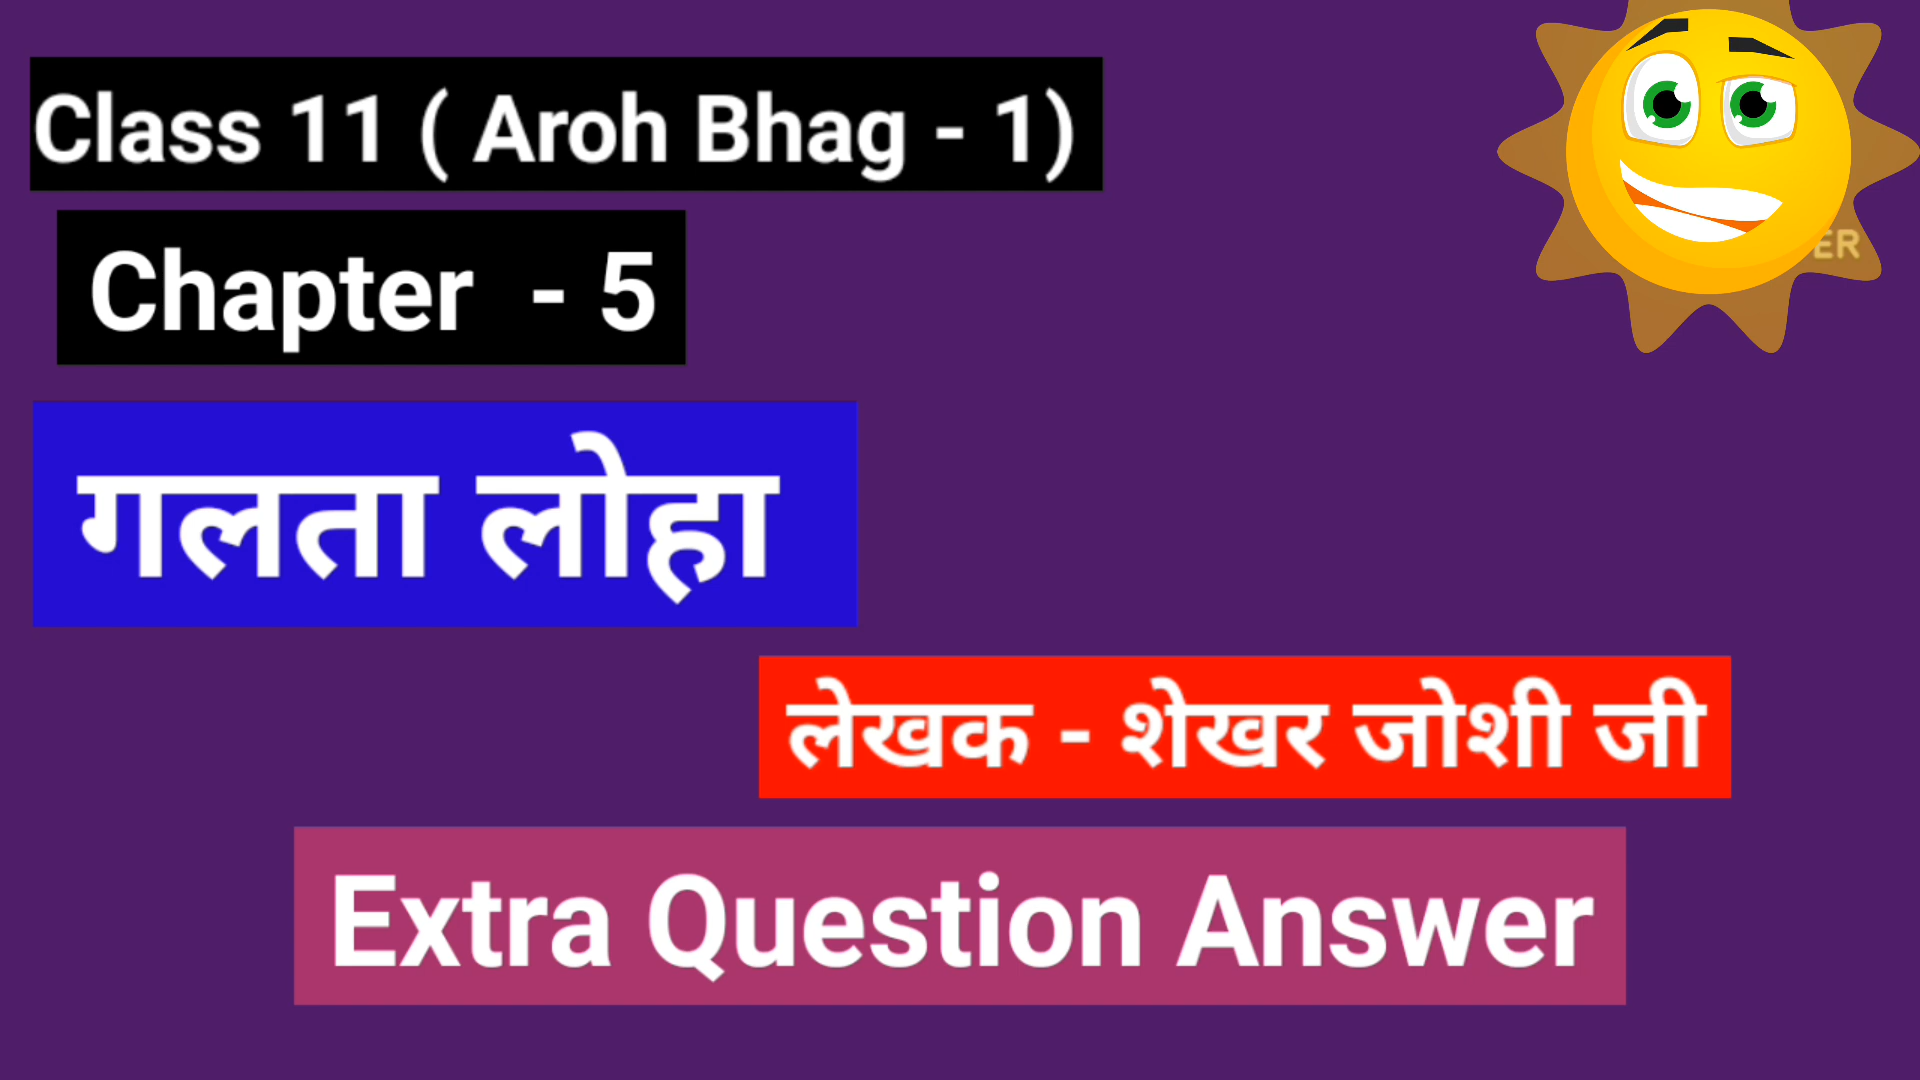 Class 11 ( Aroh Bhag - 1)
Chapter - 5
गलता लोहा
लेखक - शेखर जोशी जी
Extra Question Answer